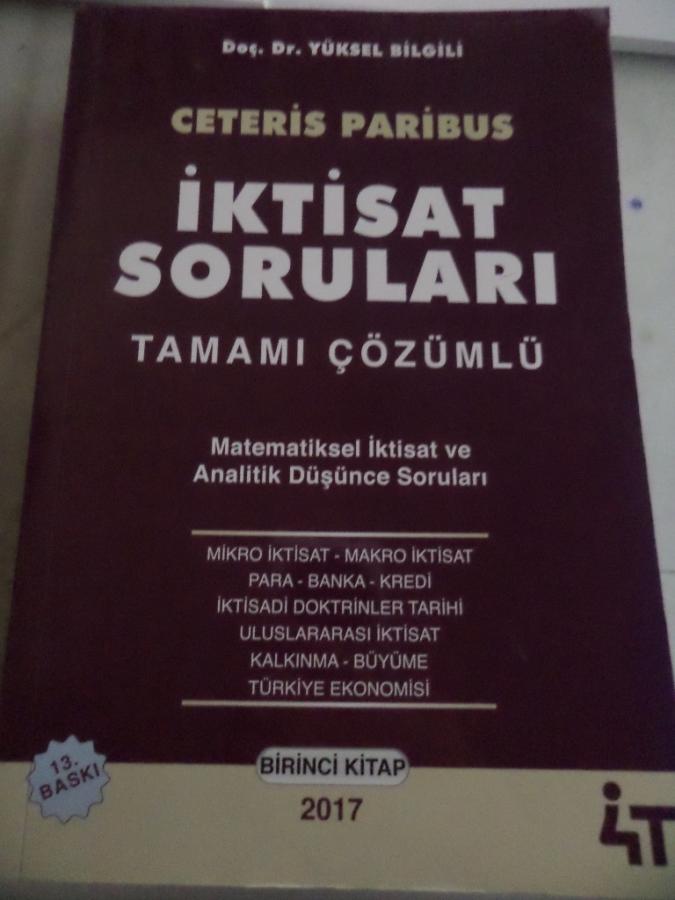 Doç. Dr. YÜKSEL BİLGİLİ
CETERİS PARİBUS
İKTİSAT
SORULARI
TAMAMI ÇÖZÜMLÜ
Matematiksel İktisat ve
Analitik Düşünce Soruları
MİKRO İKTİSAT - MAKRO İKTİSAT
PARA - BANKA - KREDİ
İKTİSADİ DOKTRİNLER TARİHİ
ULUSLARARASI İKTİSAT
KALKINMA - BÜYÜME
TÜRKİYE EKONOMİSİ
13.
BASKI
BİRİNCİ KİTAP
2017
4T